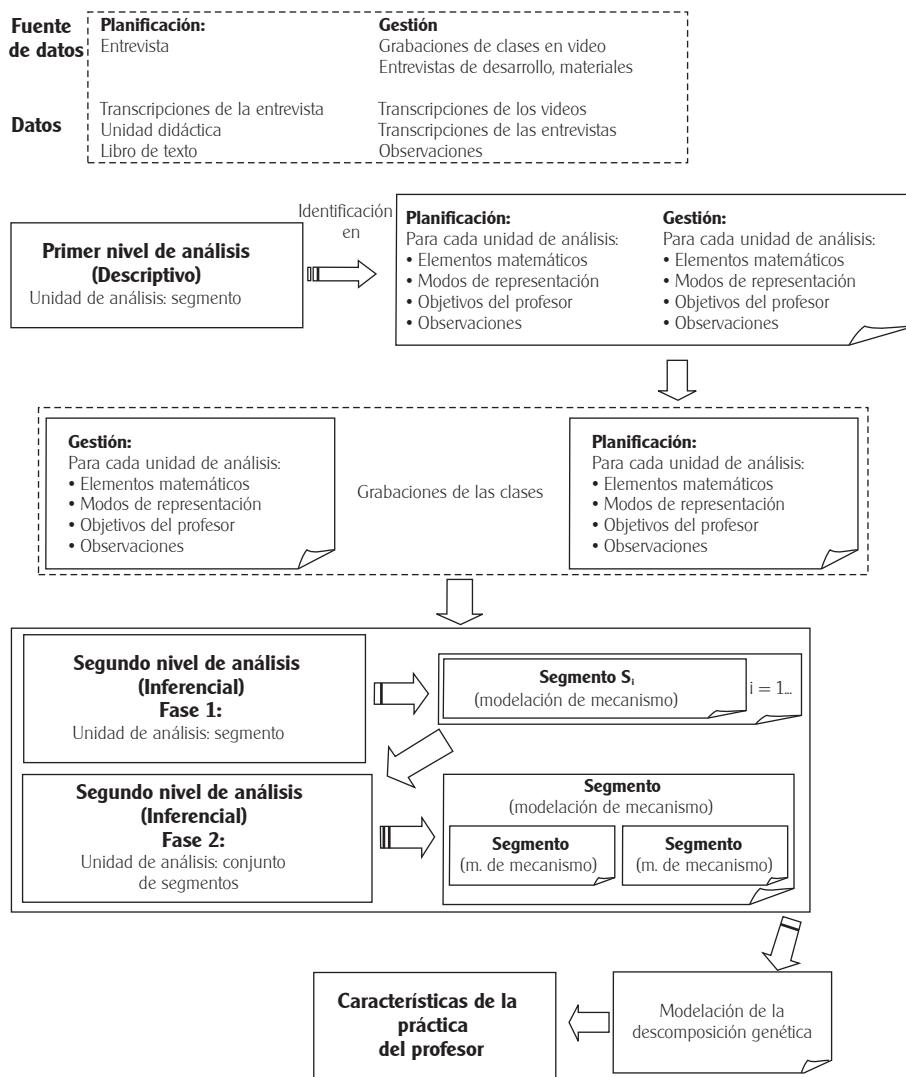 Fuente
de datos
Planificación:
Entrevista
Gestión
Grabaciones de clases en video
Entrevistas de desarrollo, materiales
Datos
Transcripciones de la entrevista
Unidad didáctica
Libro de texto
Transcripciones de los videos
Transcripciones de las entrevistas
Observaciones
Primer nivel de análisis
(Descriptivo)
Unidad de análisis: segmento
Identificación
en
Planificación:
Para cada unidad de análisis:
• Elementos matemáticos
• Modos de representación
• Objetivos del profesor
• Observaciones
Gestión:
Para cada unidad de análisis:
• Elementos matemáticos
• Modos de representación
• Objetivos del profesor
• Observaciones
Gestión:
Para cada unidad de análisis:
• Elementos matemáticos
• Modos de representación
• Objetivos del profesor
• Observaciones
Grabaciones de las clases
Planificación:
Para cada unidad de análisis:
• Elementos matemáticos
• Modos de representación
• Objetivos del profesor
• Observaciones
Segundo nivel de análisis
(Inferencial)
Fase 1:
Unidad de análisis: segmento
Segmento Sᵢ
(modelación de mecanismo)
i = 1...
Segundo nivel de análisis
(Inferencial)
Fase 2:
Unidad de análisis: conjunto
de segmentos
Segmento
(modelación de mecanismo)
Segmento
(m. de mecanismo)
Segmento
(m. de mecanismo)
Características de la
práctica
del profesor
Modelación de la
descomposición genética